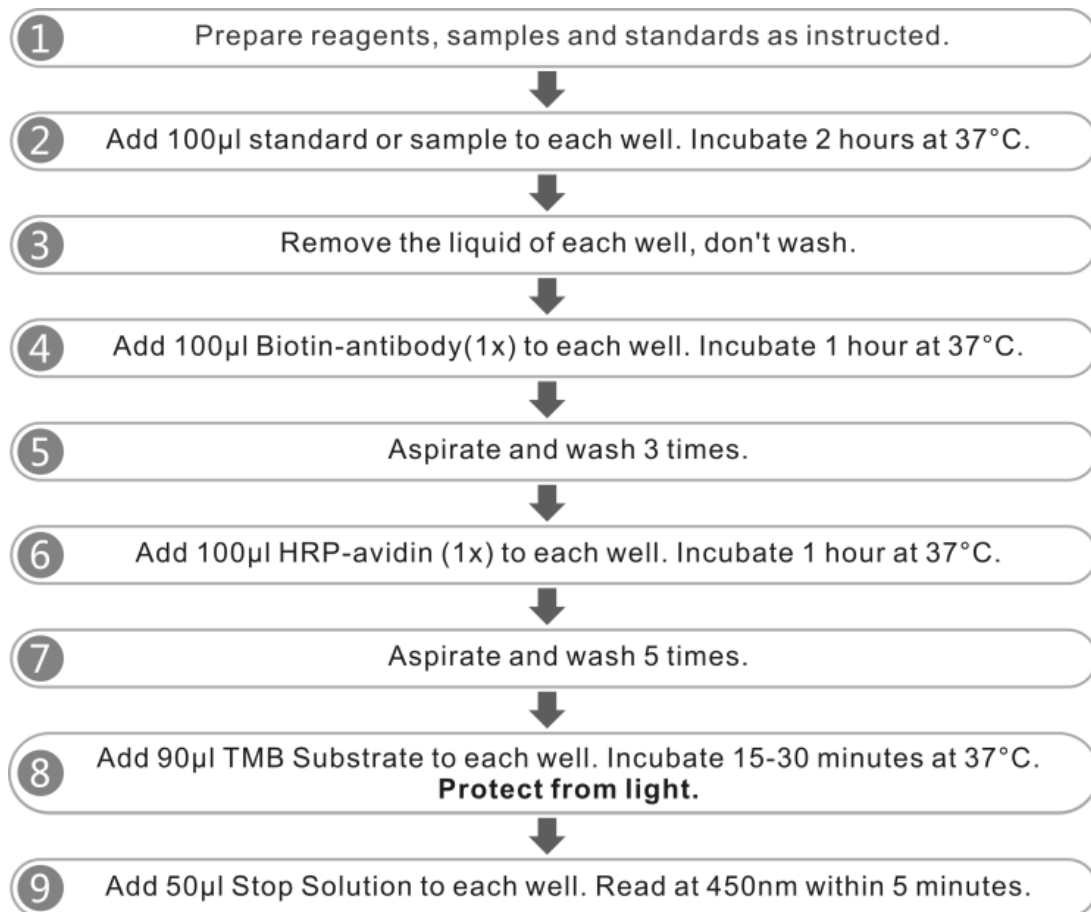 1 Prepare reagents, samples and standards as instructed.
2 Add 100µl standard or sample to each well. Incubate 2 hours at 37°C.
3 Remove the liquid of each well, don't wash.
4 Add 100µl Biotin-antibody(1x) to each well. Incubate 1 hour at 37°C.
5 Aspirate and wash 3 times.
6 Add 100µl HRP-avidin (1x) to each well. Incubate 1 hour at 37°C.
7 Aspirate and wash 5 times.
8 Add 90µl TMB Substrate to each well. Incubate 15-30 minutes at 37°C.
Protect from light.
9 Add 50µl Stop Solution to each well. Read at 450nm within 5 minutes.